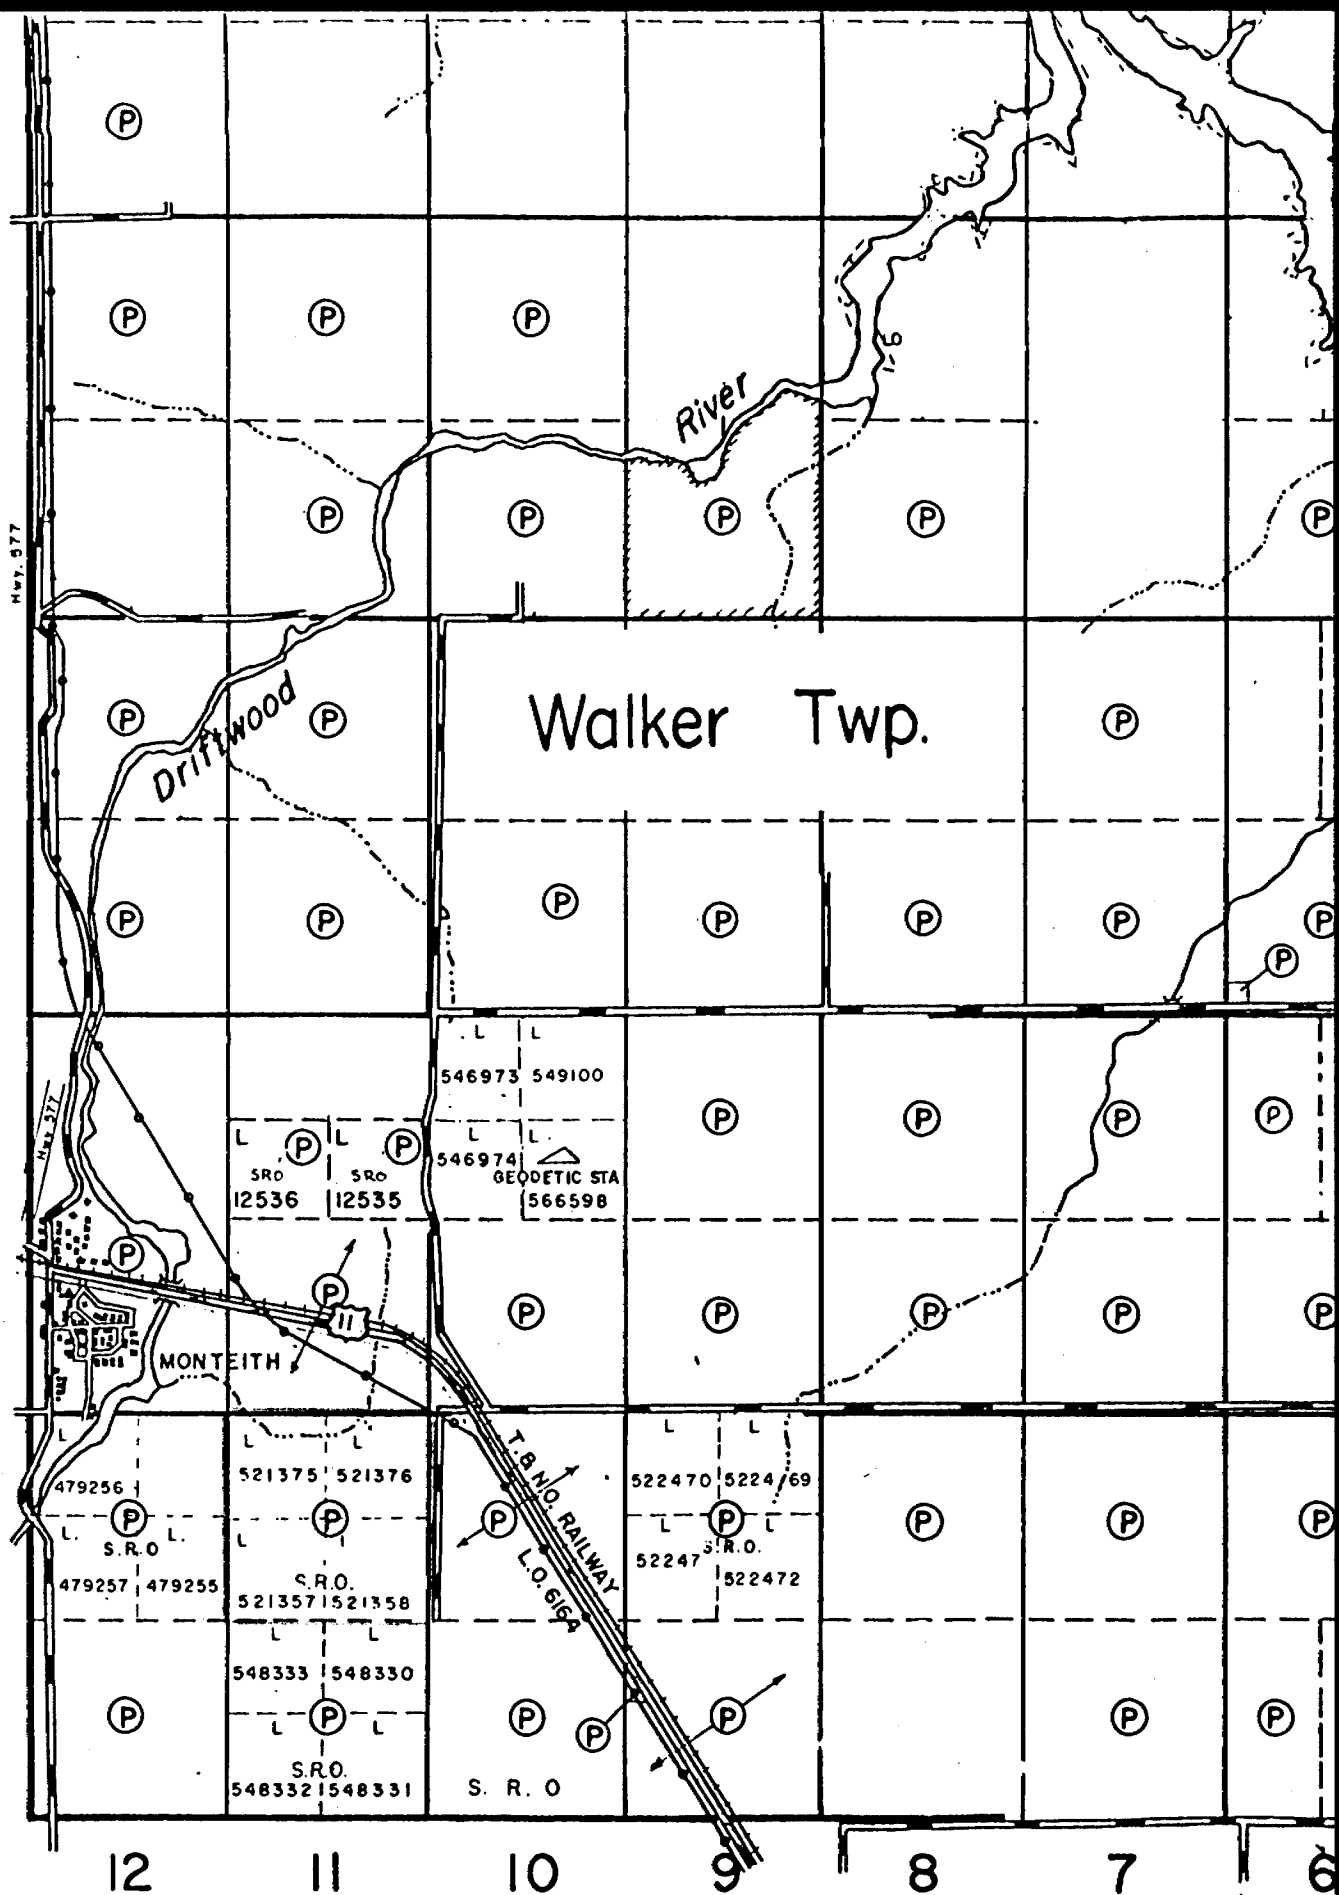 P
P P P
River
Hwy. 577
P P P P P
Driftwood
P P
Walker Twp.
P
P P P P P P P
P
L L
546973 549100
P P P P
Hwy 577
L P L P L L
546974
SRO SRO GEODETIC STA
12536 12535 566598
P P P P P P P
11
MONTEITH
L L L L L
T. & N.O. RAILWAY
479256 521375 521376 522470 522469
P P P P P P P
L. L. L L L
S.R.O S.R.O.
52247 522472
479257 479255 S.R.O.
521357 521358
L.O. 6164
L L
548333 548330
P P P P P P P
L L
S.R.O.
548332 548331 S. R. O
12 11 10 9 8 7 6